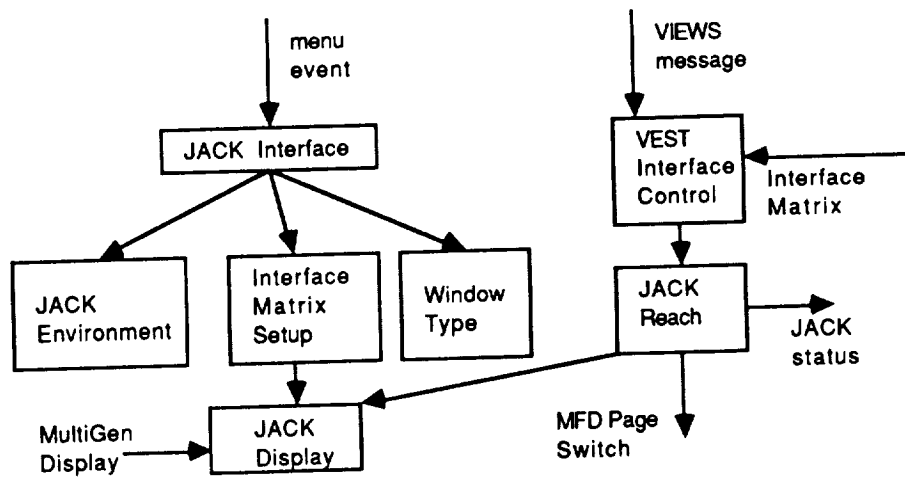 menu
event
VIEWS
message
JACK Interface
VEST
Interface
Control
Interface
Matrix
JACK
Environment
Interface
Matrix
Setup
Window
Type
JACK
Reach
JACK
status
MultiGen
Display
JACK
Display
MFD Page
Switch